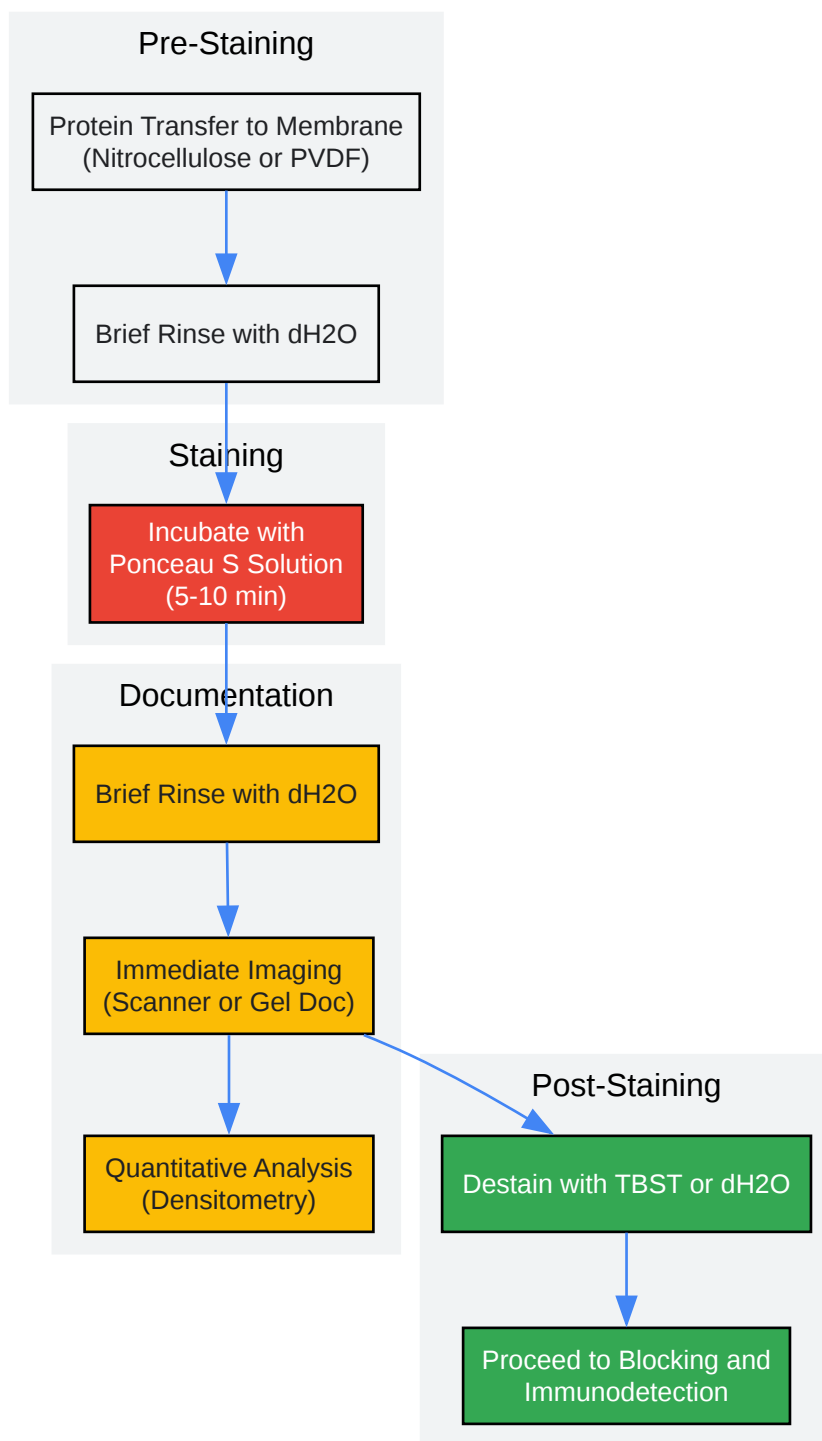 Pre-Staining
Protein Transfer to Membrane
(Nitrocellulose or PVDF)
Brief Rinse with dH2O
Staining
Incubate with
Ponceau S Solution
(5-10 min)
Documentation
Brief Rinse with dH2O
Immediate Imaging
(Scanner or Gel Doc)
Quantitative Analysis
(Densitometry)
Post-Staining
Destain with TBST or dH2O
Proceed to Blocking and
Immunodetection